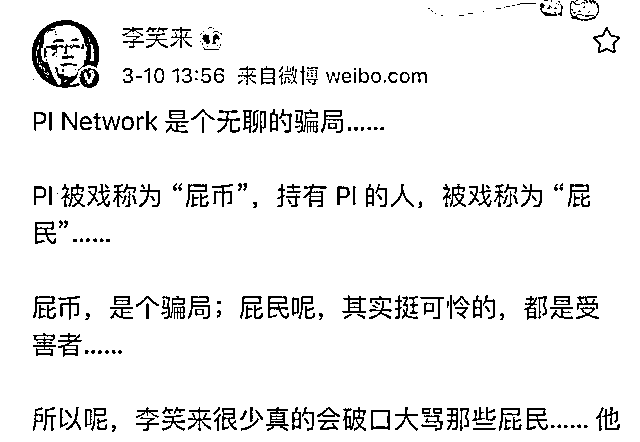 李笑来
3-10 13:56 来自微博 weibo.com
PI Network 是个无聊的骗局……
PI 被戏称为“屁币”，持有 PI 的人，被戏称为“屁
民”……
屁币，是个骗局；屁民呢，其实挺可怜的，都是受
害者……
所以呢，李笑来很少真的会破口大骂那些屁民…… 他